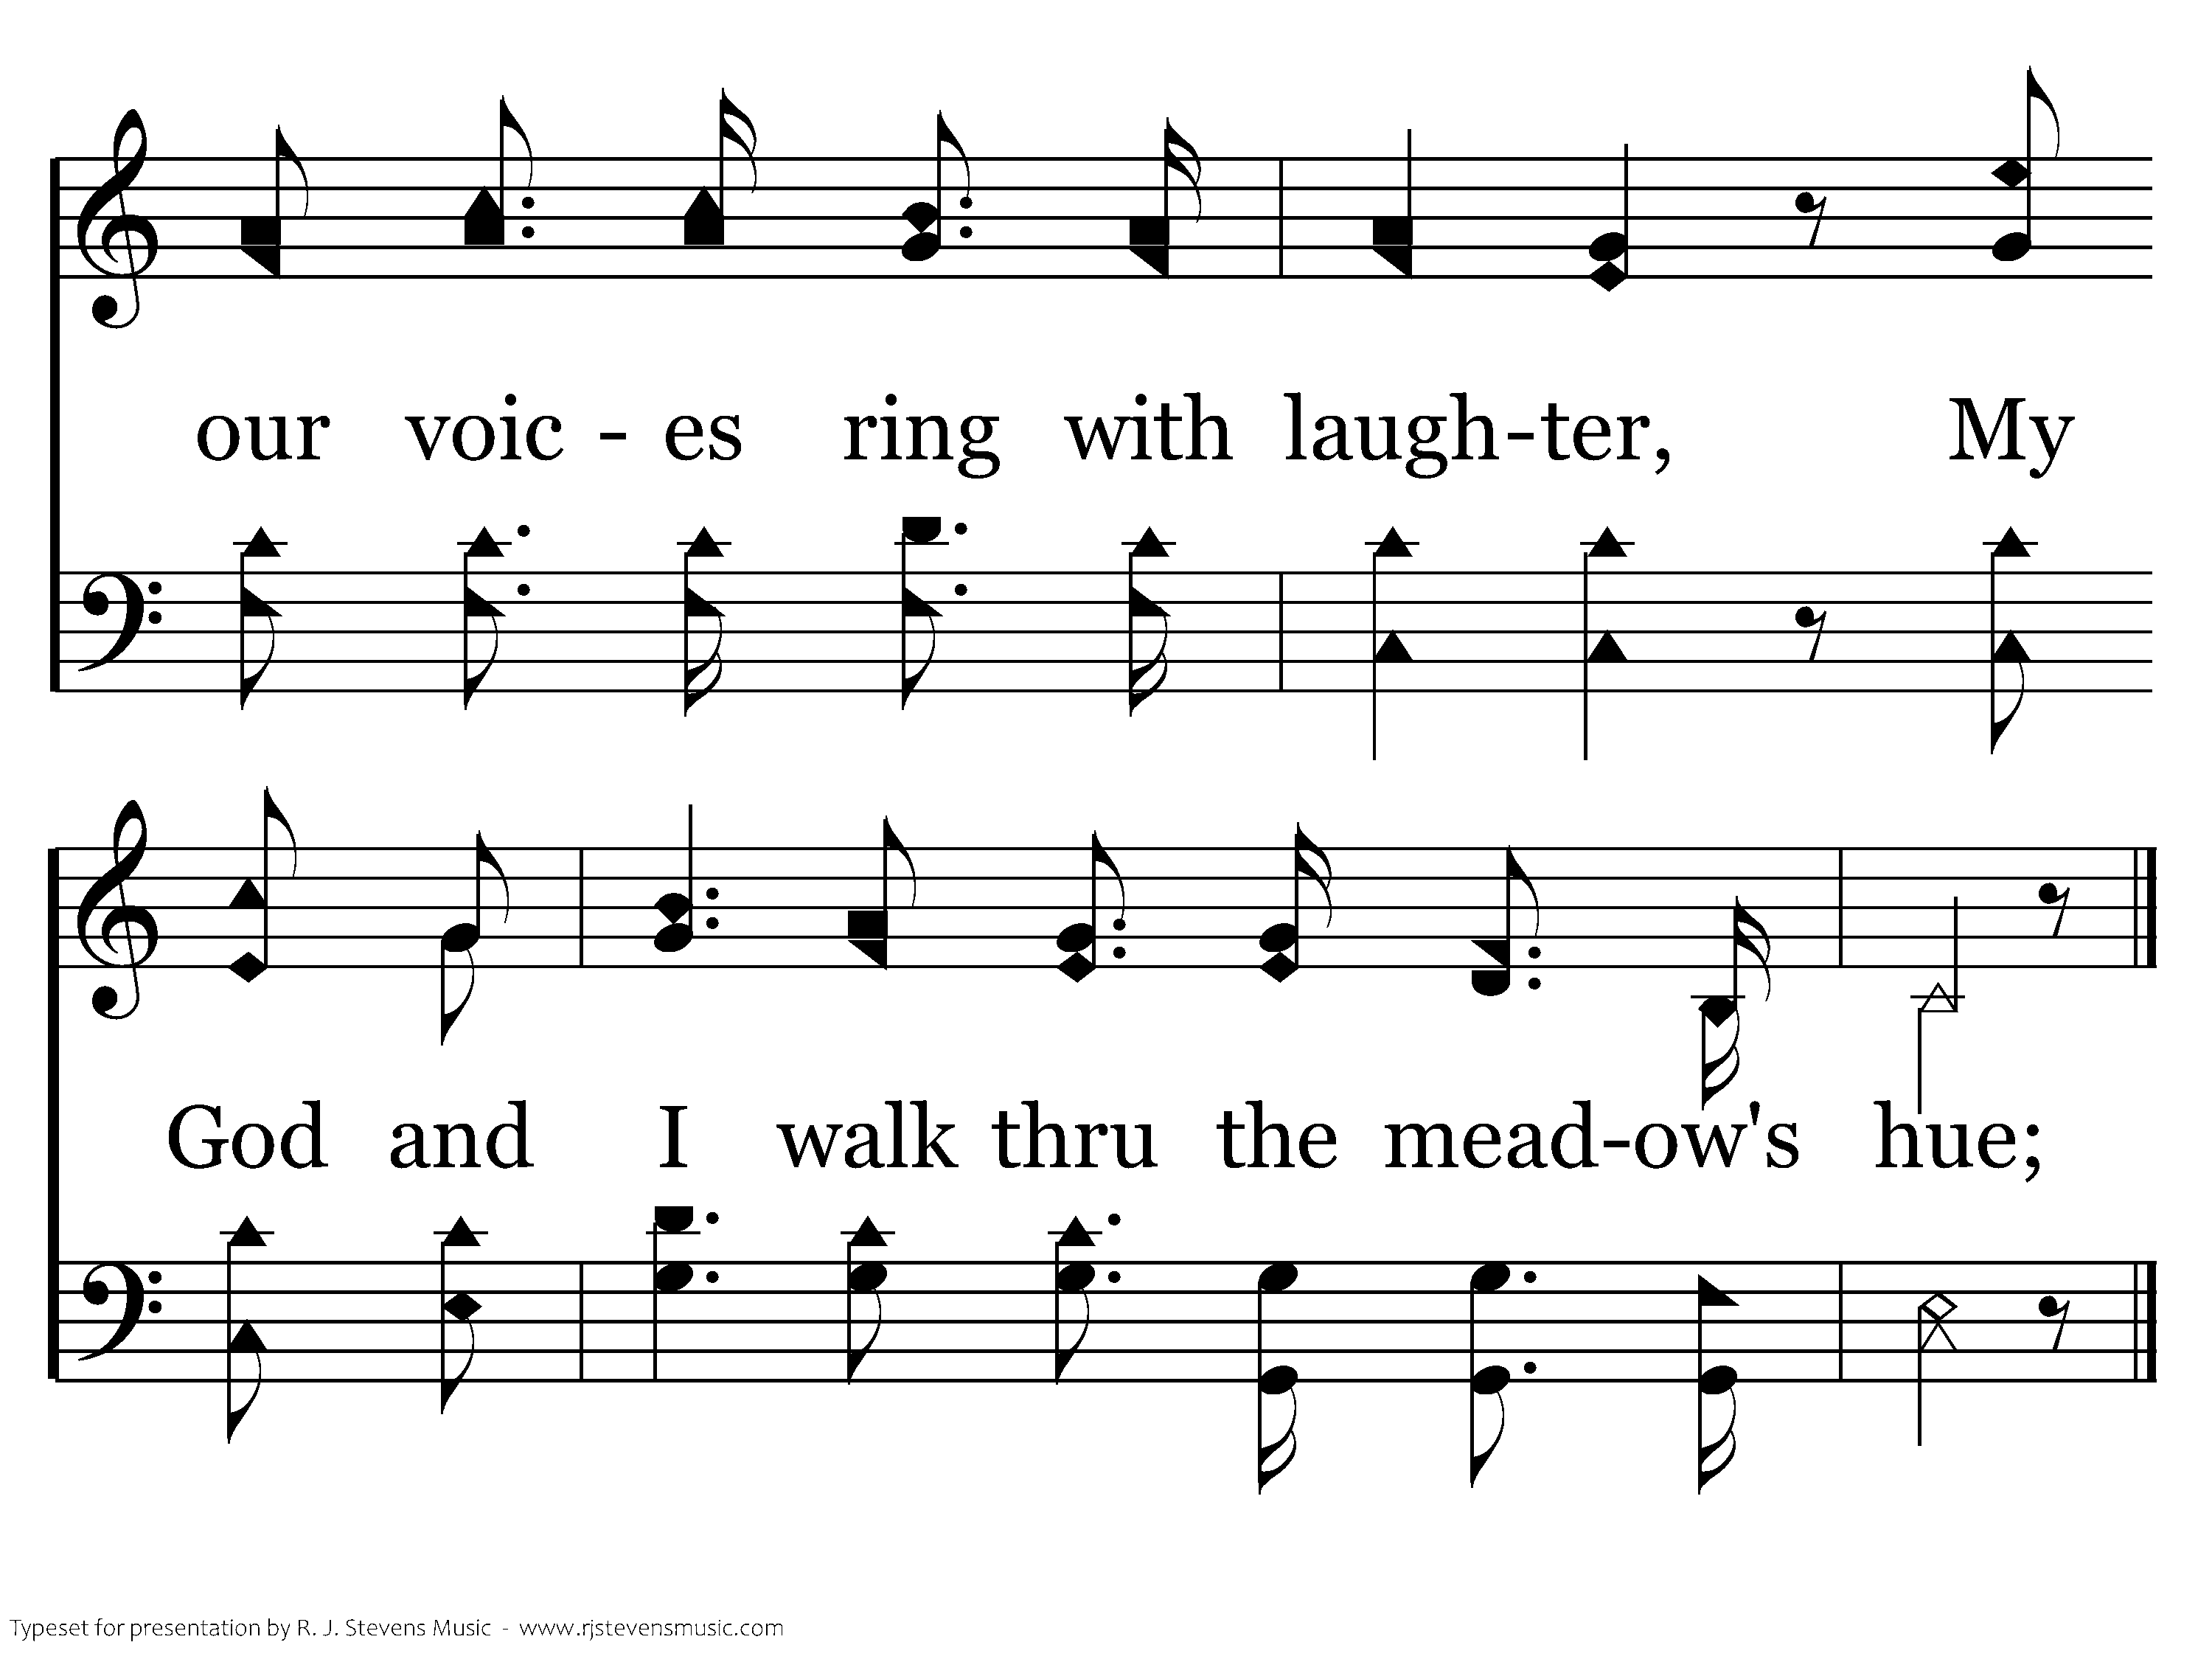 our voic - es ring with laugh-ter, My
God and I walk thru the mead-ow's hue;
Typeset for presentation by R. J. Stevens Music - www.rjstevensmusic.com